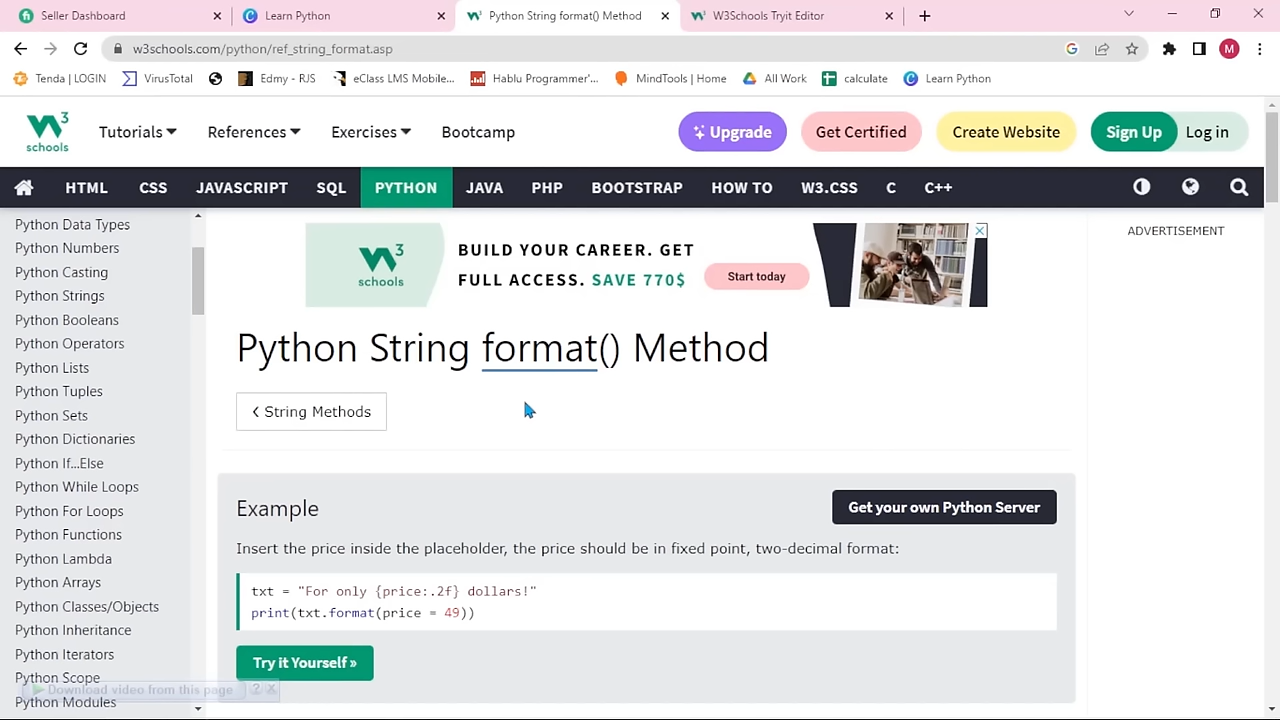 Seller Dashboard
Learn Python
Python String format() Method
W3Schools Tryit Editor
w3schools.com/python/ref_string_format.asp
M
Tenda | LOGIN
VirusTotal
Edmy - RJS
eClass LMS Mobile...
Hablu Programmer'...
MindTools | Home
All Work
calculate
Learn Python
w3 schools
Tutorials
References
Exercises
Bootcamp
Upgrade
Get Certified
Create Website
Sign Up
Log in
HTML
CSS
JAVASCRIPT
SQL
PYTHON
JAVA
PHP
BOOTSTRAP
HOW TO
W3.CSS
C
C++
Python Data Types
Python Numbers
Python Casting
Python Strings
Python Booleans
Python Operators
Python Lists
Python Tuples
Python Sets
Python Dictionaries
Python If...Else
Python While Loops
Python For Loops
Python Functions
Python Lambda
Python Arrays
Python Classes/Objects
Python Inheritance
Python Iterators
Python Scope
Download video from this page ?
Python Modules
w3 schools
BUILD YOUR CAREER. GET
FULL ACCESS. SAVE 770$
Start today
ADVERTISEMENT
Python String format() Method
❮ String Methods
Example
Get your own Python Server
Insert the price inside the placeholder, the price should be in fixed point, two-decimal format:
txt = "For only {price:.2f} dollars!"
print(txt.format(price = 49))
Try it Yourself »